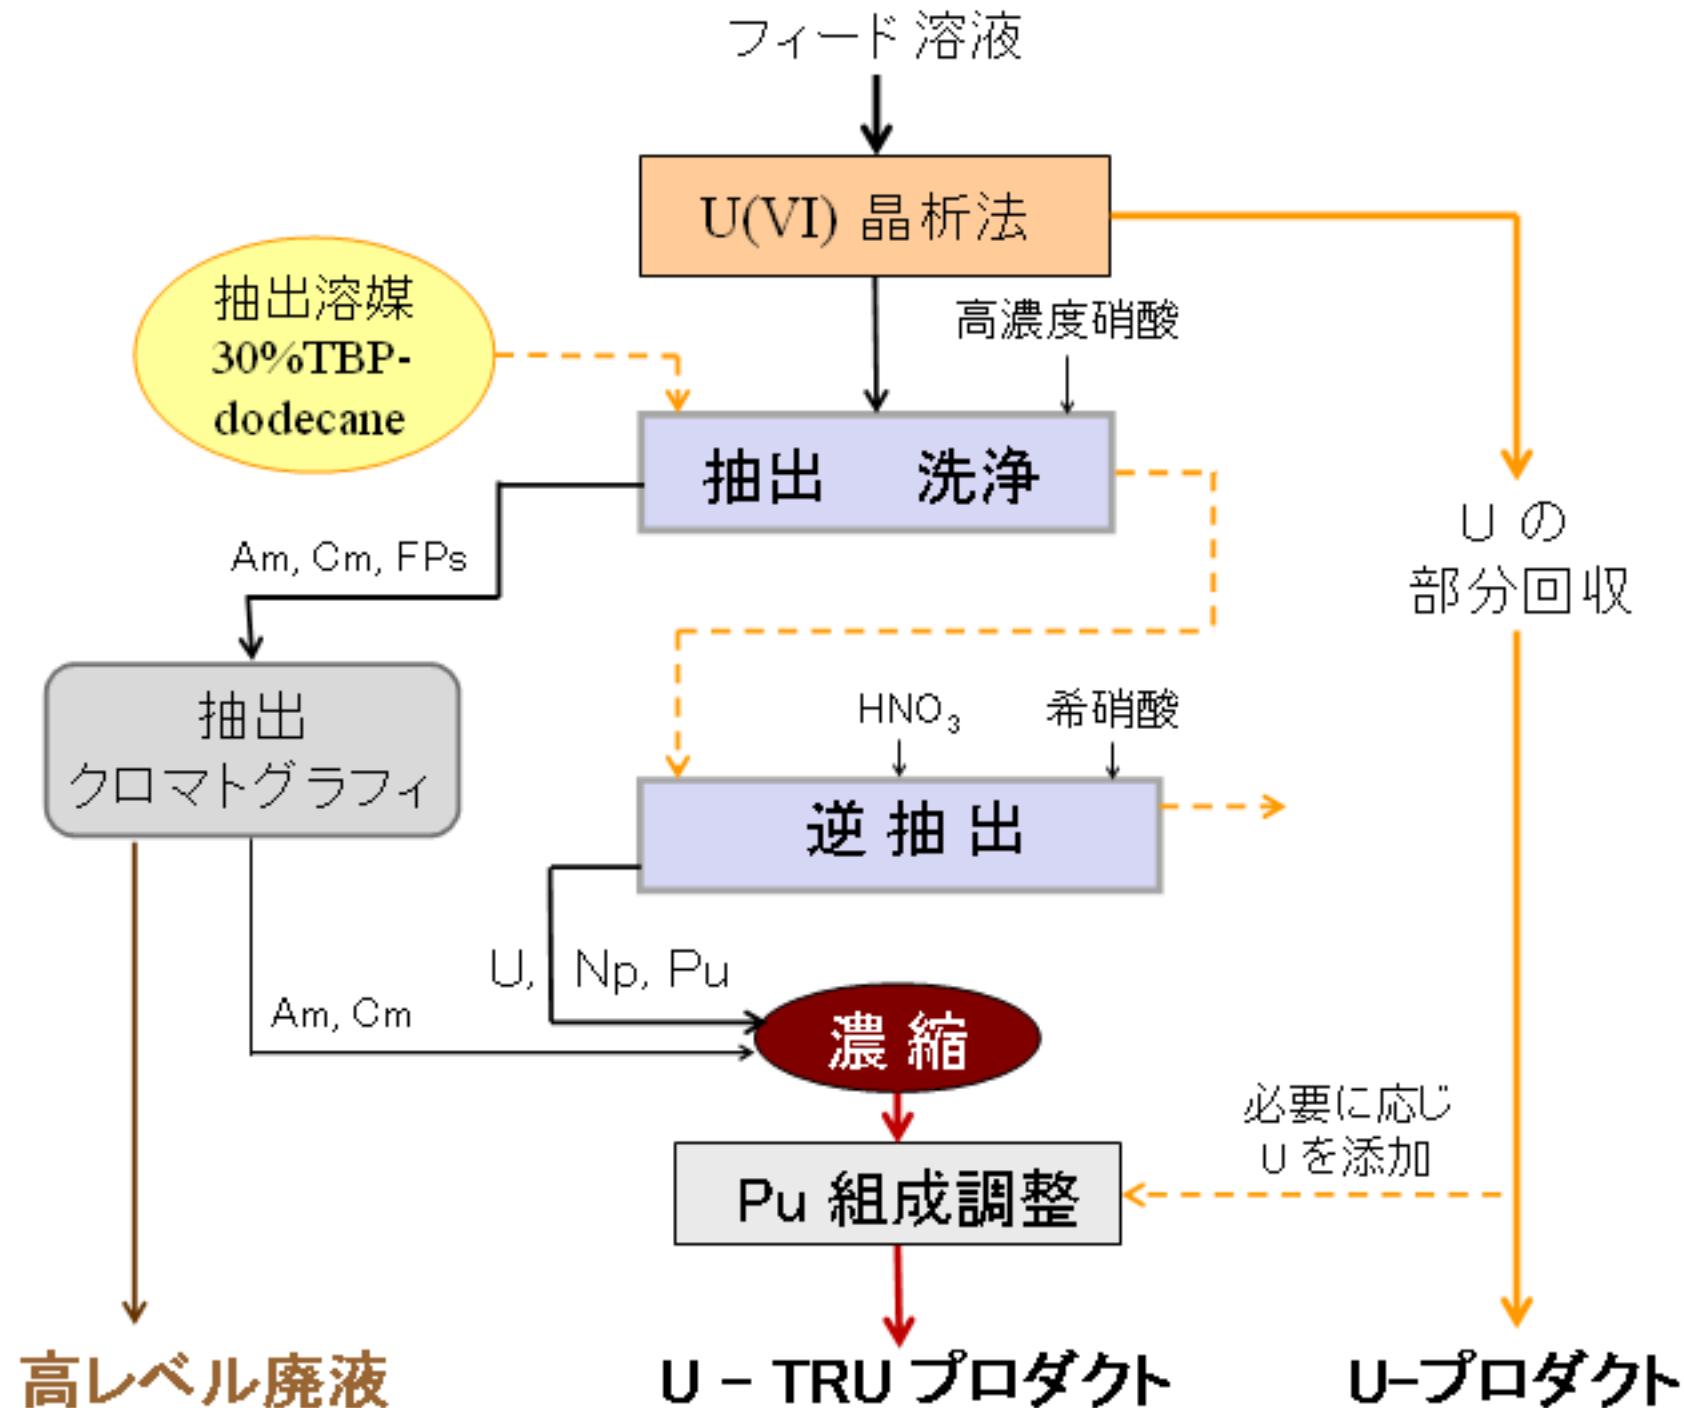 フィード 溶液
U(VI) 晶析法
抽出溶媒
30%TBP-
dodecane
高濃度硝酸
抽出 洗浄
Am, Cm, FPs
U の
部分回収
抽出
クロマトグラフィ
HNO₃
希硝酸
逆 抽 出
U, Np, Pu
Am, Cm
濃 縮
必要に応じ
U を添加
Pu 組成調整
高レベル廃液
U − TRU プロダクト
U−プロダクト